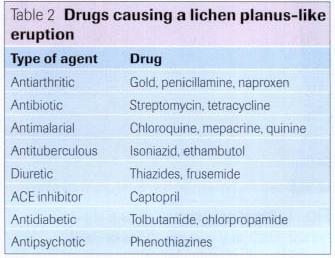 Table 2 Drugs causing a lichen planus-like
eruption
Type of agent Drug
Antiarthritic Gold, penicillamine, naproxen
Antibiotic Streptomycin, tetracycline
Antimalarial Chloroquine, mepacrine, quinine
Antituberculous Isoniazid, ethambutol
Diuretic Thiazides, frusemide
ACE inhibitor Captopril
Antidiabetic Tolbutamide, chlorpropamide
Antipsychotic Phenothiazines